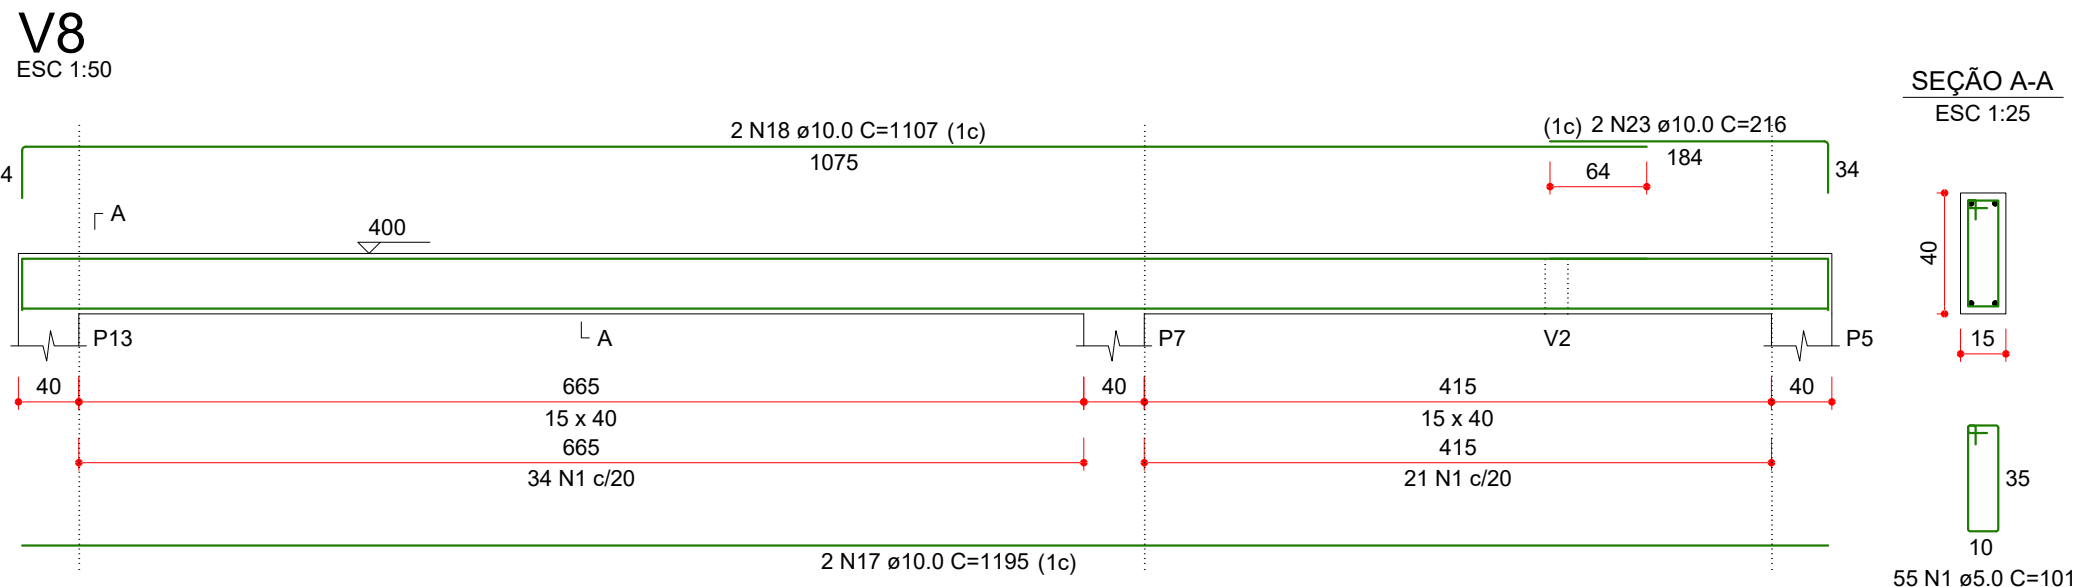 V8
ESC 1:50
SEÇÃO A-A
ESC 1:25
2 N18 ø10.0 C=1107 (1c)
1075
(1c) 2 N23 ø10.0 C=216
184
64
4
34
A
400
40
15
A
P13
P7
V2
P5
40
665
40
415
40
15 x 40
15 x 40
665
415
34 N1 c/20
21 N1 c/20
35
10
2 N17 ø10.0 C=1195 (1c)
55 N1 ø5.0 C=101